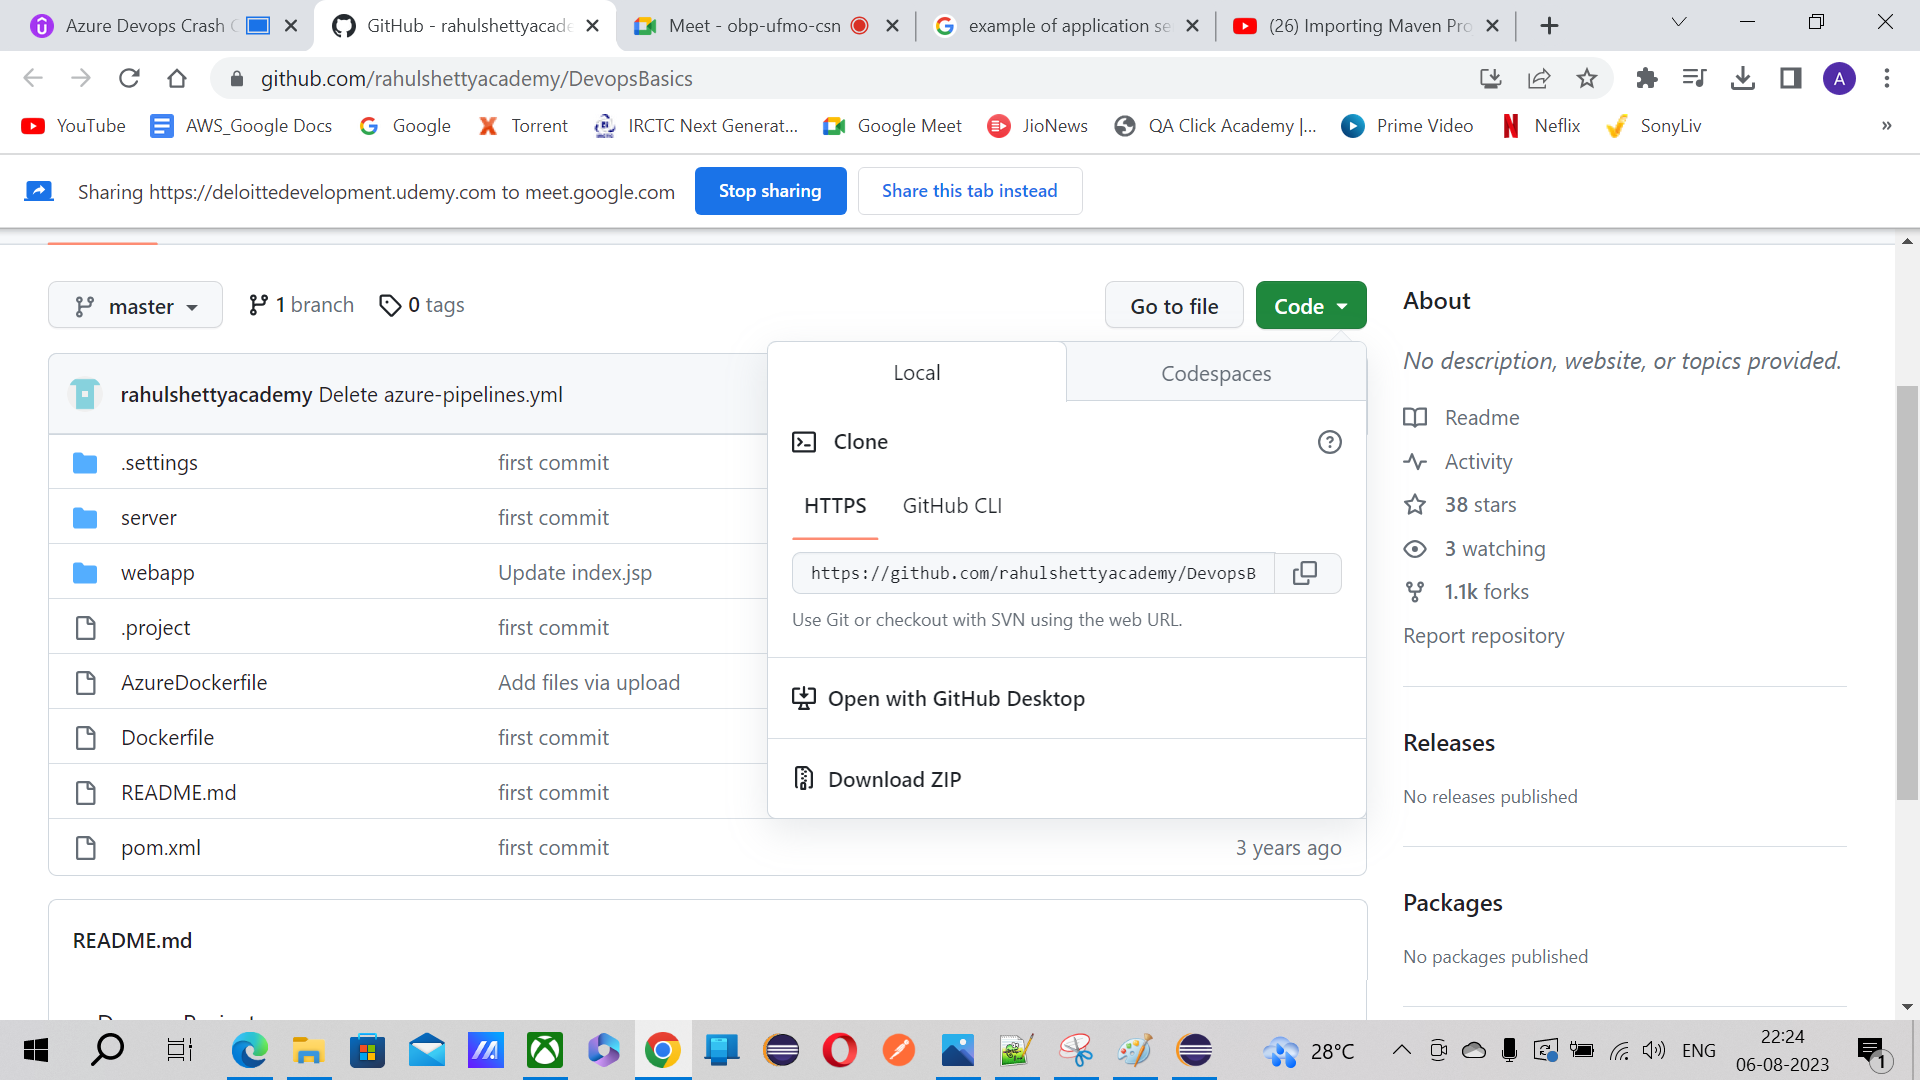 Azure Devops Crash C
GitHub - rahulshettyacade
Meet - obp-ufmo-csn
example of application se
(26) Importing Maven Pro
github.com/rahulshettyacademy/DevopsBasics
A
YouTube
AWS_Google Docs
Google
Torrent
IRCTC Next Generat...
Google Meet
JioNews
QA Click Academy |...
Prime Video
Neflix
SonyLiv
»
Sharing https://deloittedevelopment.udemy.com to meet.google.com
Stop sharing
Share this tab instead
master
1 branch
0 tags
Go to file
Code
rahulshettyacademy Delete azure-pipelines.yml
.settings first commit
server first commit
webapp Update index.jsp
.project first commit
AzureDockerfile Add files via upload
Dockerfile first commit
README.md first commit
pom.xml first commit 3 years ago
Local
Codespaces
Clone
HTTPS
GitHub CLI
https://github.com/rahulshettyacademy/DevopsB
Use Git or checkout with SVN using the web URL.
Open with GitHub Desktop
Download ZIP
About
No description, website, or topics provided.
Readme
Activity
38 stars
3 watching
1.1k forks
Report repository
Releases
No releases published
Packages
No packages published
README.md
28°C
ENG
22:24
06-08-2023
1